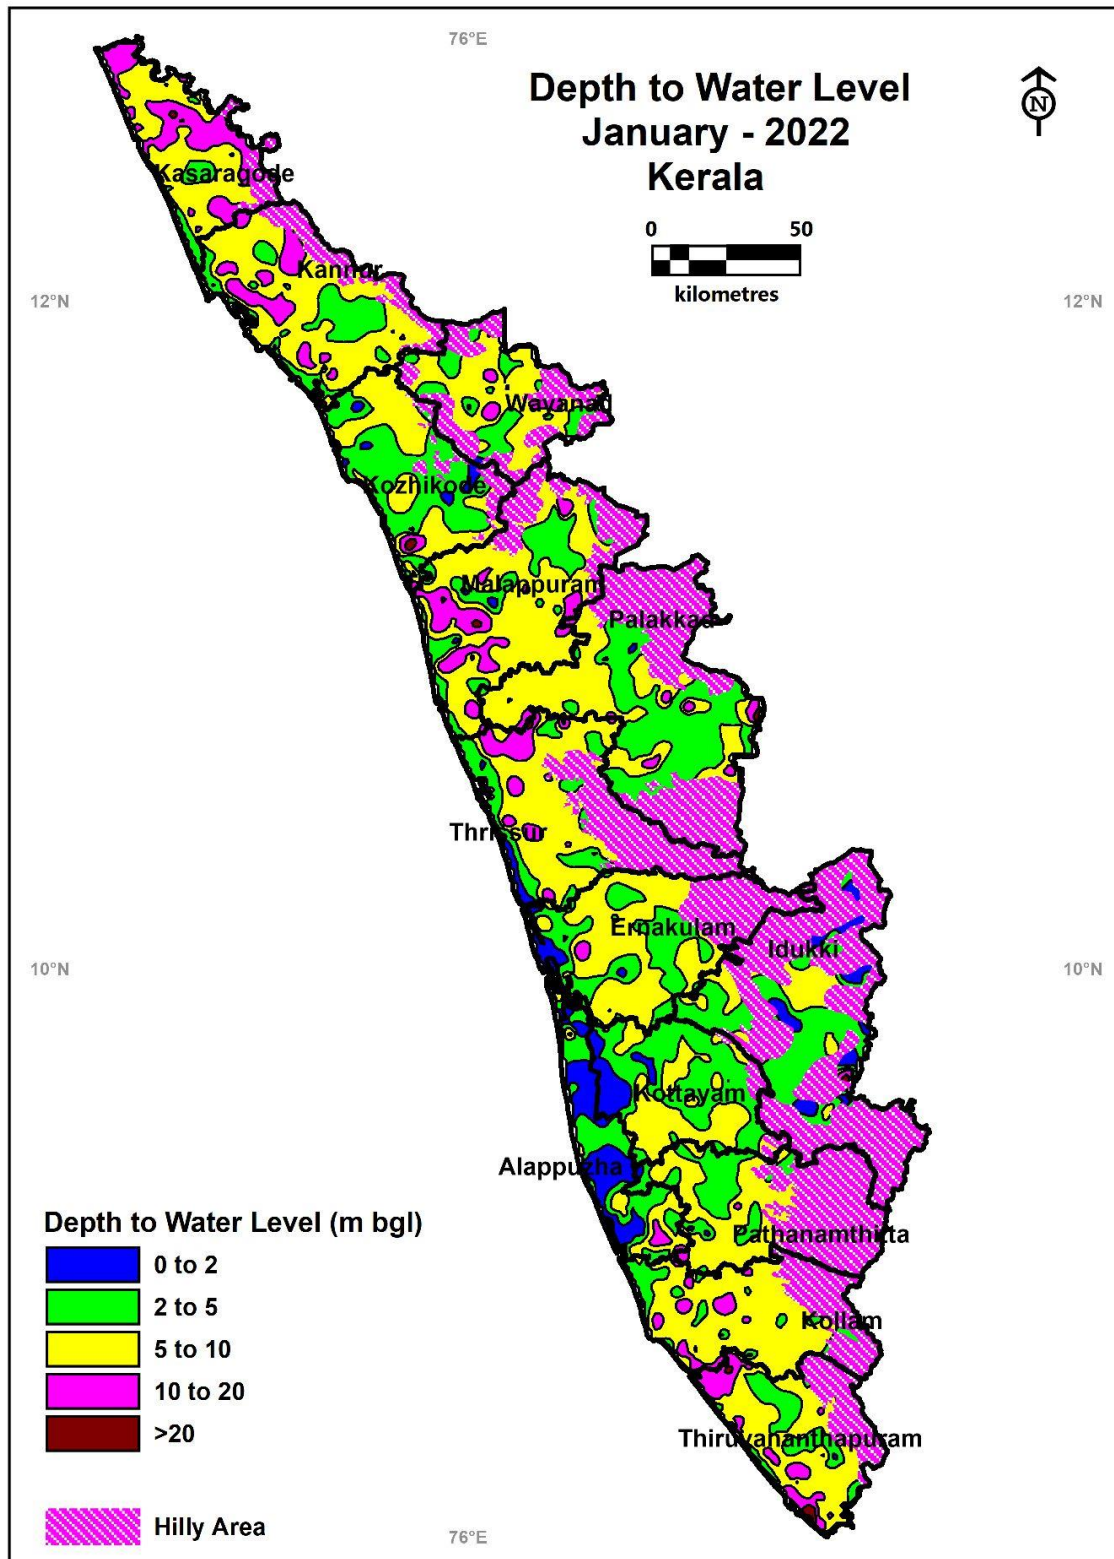 76°E
Depth to Water Level
January - 2022
Kerala
N
0 50
kilometres
Kasaragode
Kannur
12°N 12°N
Wayanad
Kozhikode
Malappuram
Palakkad
Thrissur
Ernakulam
Idukki
10°N 10°N
Kottayam
Alappuzha
Pathanamthitta
Kollam
Thiruvananthapuram
Depth to Water Level (m bgl)
0 to 2
2 to 5
5 to 10
10 to 20
>20
Hilly Area
76°E